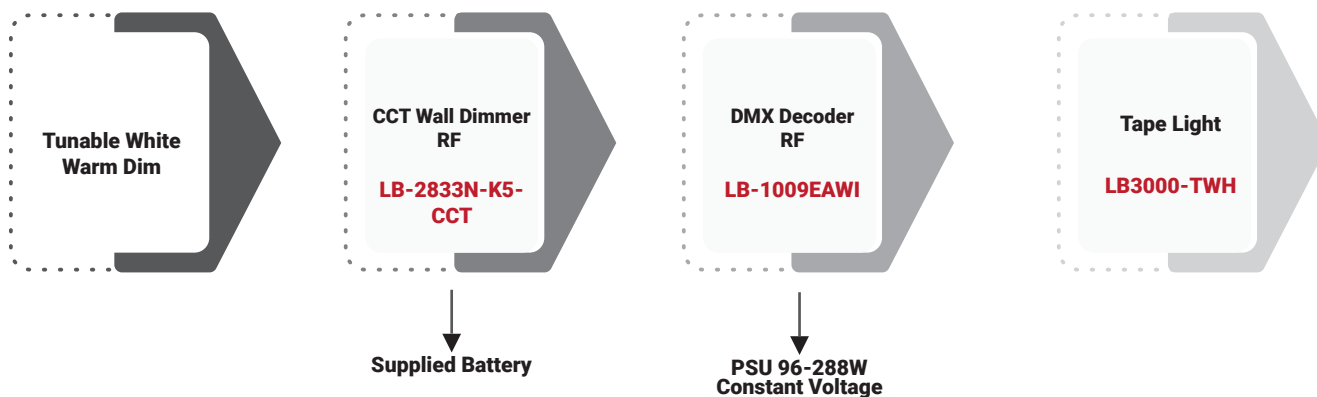 Tunable White
Warm Dim
CCT Wall Dimmer
RF
LB-2833N-K5-
CCT
Supplied Battery
DMX Decoder
RF
LB-1009EAWI
PSU 96-288W
Constant Voltage
Tape Light
LB3000-TWH